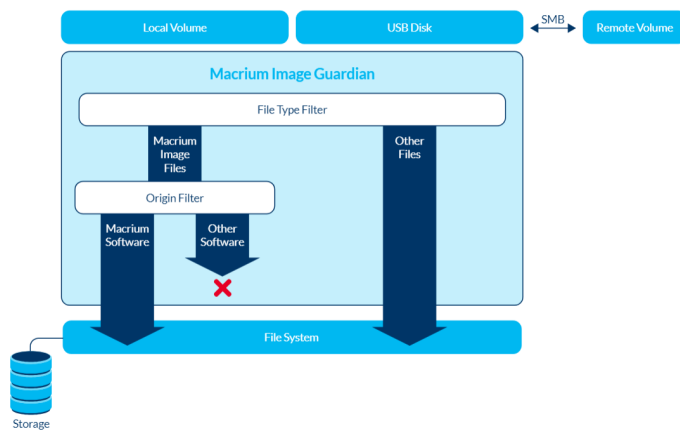 Local Volume
USB Disk
SMB
Remote Volume
Macrium Image Guardian
File Type Filter
Macrium
Image
Files
Other
Files
Origin Filter
Macrium
Software
Other
Software
File System
Storage